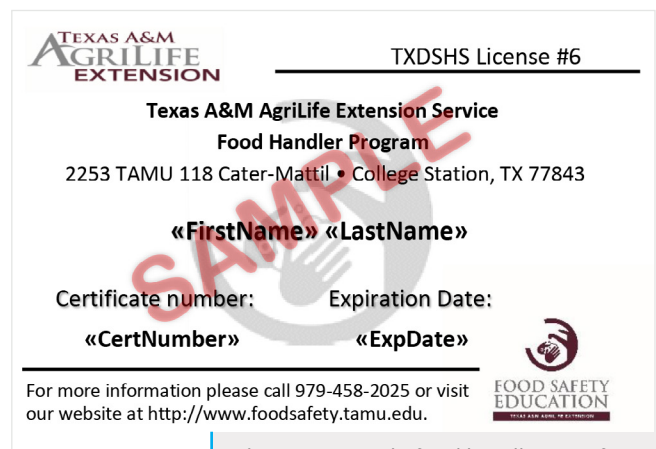 TEXAS A&M
AGRILIFE
EXTENSION
TXDSHS License #6
Texas A&M AgriLife Extension Service
Food Handler Program
2253 TAMU 118 Cater-Mattil • College Station, TX 77843
SAMPLE
«FirstName» «LastName»
Certificate number: Expiration Date:
«CertNumber» «ExpDate»
For more information please call 979-458-2025 or visit
our website at http://www.foodsafety.tamu.edu.
FOOD SAFETY
EDUCATION
TEXAS A&M AGRILIFE EXTENSION